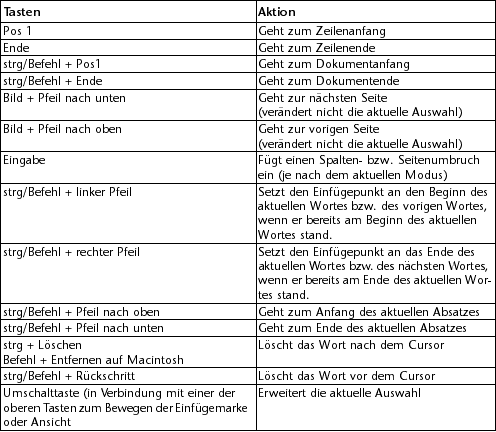 Tasten Aktion
Pos 1 Geht zum Zeilenanfang
Ende Geht zum Zeilenende
strg/Befehl + Pos1 Geht zum Dokumentanfang
strg/Befehl + Ende Geht zum Dokumentende
Bild + Pfeil nach unten Geht zur nächsten Seite
(verändert nicht die aktuelle Auswahl)
Bild + Pfeil nach oben Geht zur vorigen Seite
(verändert nicht die aktuelle Auswahl)
Eingabe Fügt einen Spalten- bzw. Seitenumbruch
ein (je nach dem aktuellen Modus)
strg/Befehl + linker Pfeil Setzt den Einfügepunkt an den Beginn des
aktuellen Wortes bzw. des vorigen Wortes,
wenn er bereits am Beginn des aktuellen
Wortes stand.
strg/Befehl + rechter Pfeil Setzt den Einfügepunkt an das Ende des
aktuellen Wortes bzw. des nächsten Wortes,
wenn er bereits am Ende des aktuellen Wor-
tes stand.
strg/Befehl + Pfeil nach oben Geht zum Anfang des aktuellen Absatzes
strg/Befehl + Pfeil nach unten Geht zum Ende des aktuellen Absatzes
strg + Löschen Löscht das Wort nach dem Cursor
Befehl + Entfernen auf Macintosh
strg/Befehl + Rückschritt Löscht das Wort vor dem Cursor
Umschalttaste (in Verbindung mit einer der Erweitert die aktuelle Auswahl
oberen Tasten zum Bewegen der Einfügemarke
oder Ansicht